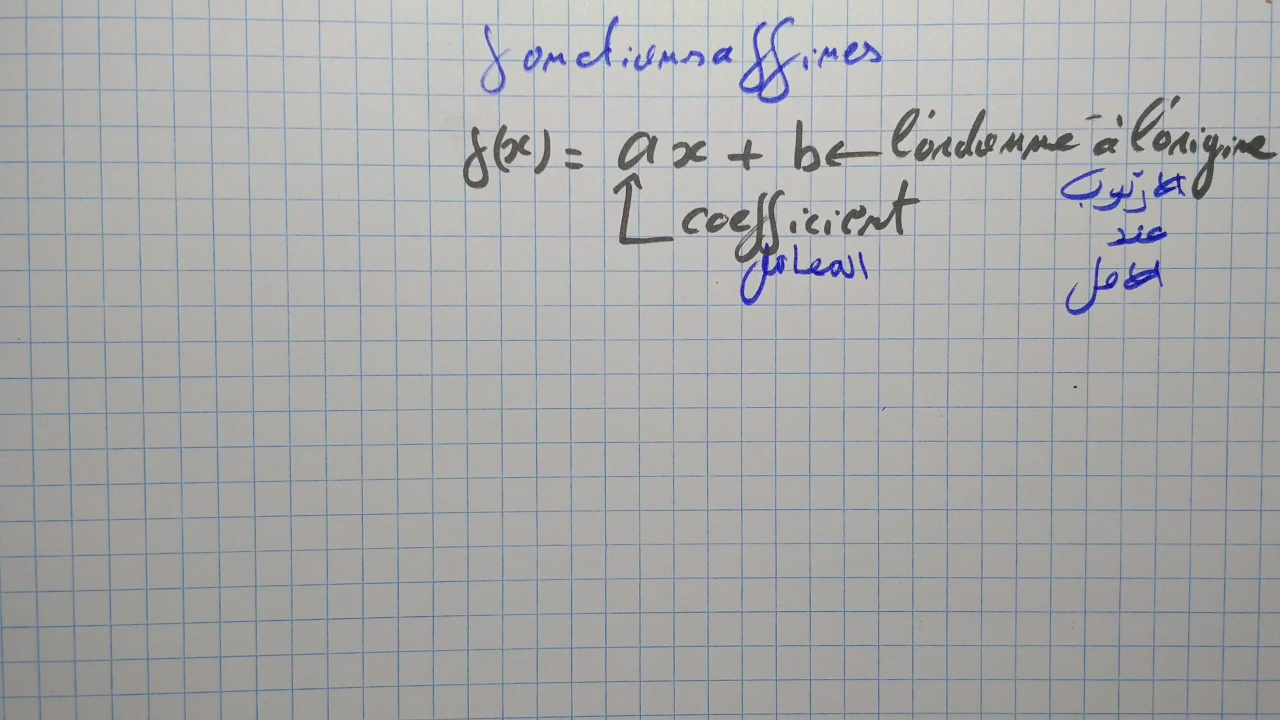 fonctions affines
f(x) = ax + b ← l'ordonnée à l'origine
coefficient
المعامل
الأرتوب
عند
الأصل